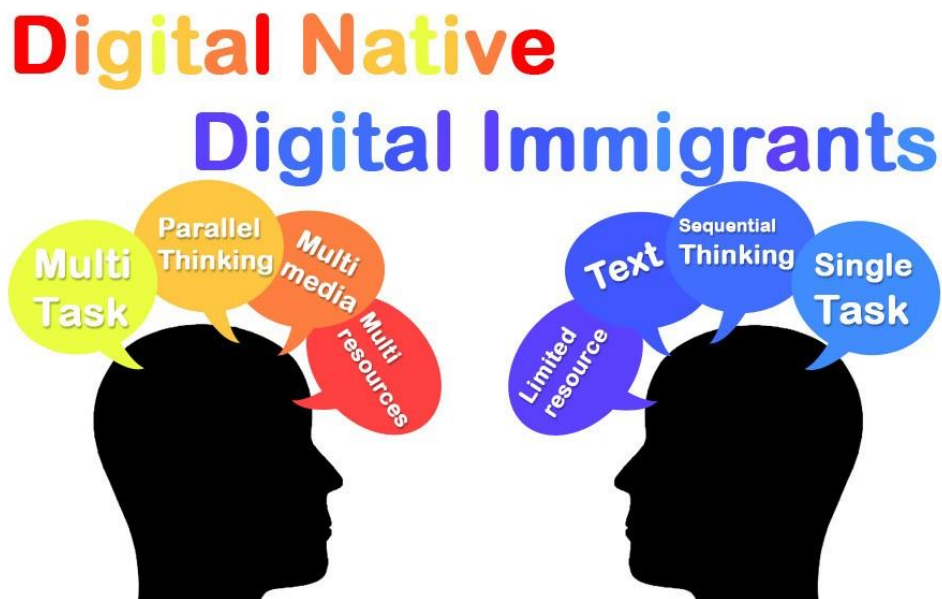 Digital Native
Digital Immigrants
Multi
Task
Parallel
Thinking
Multi
media
Multi
resources
Limited
resource
Text
Sequential
Thinking
Single
Task